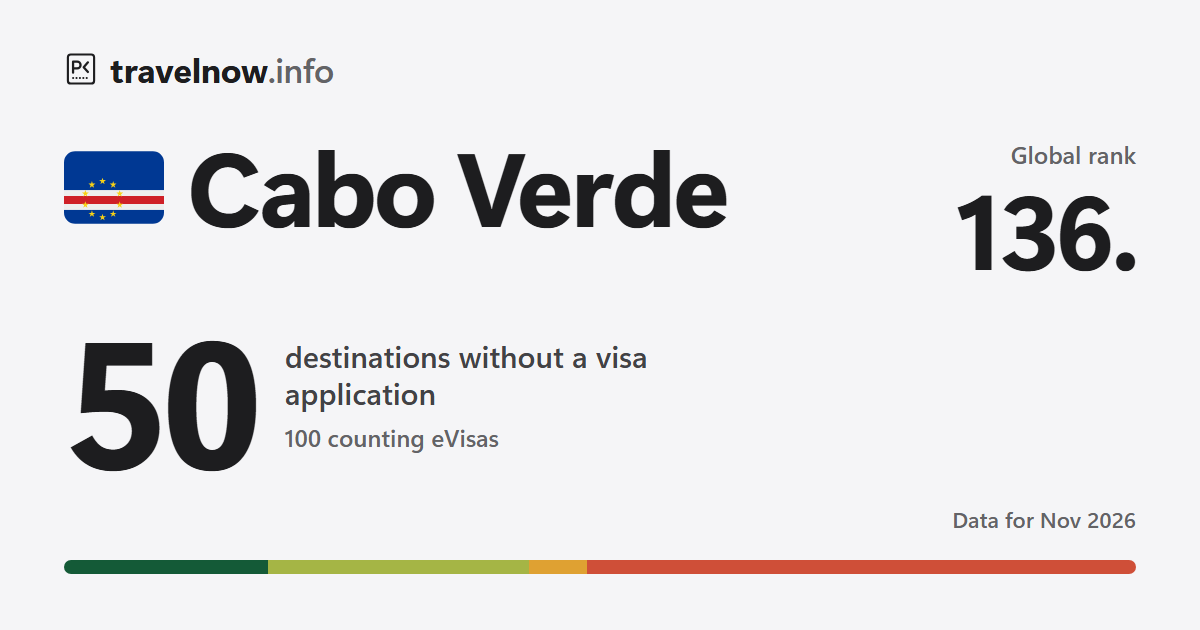 PK
travelnow.info
Cabo Verde
Global rank
136.
50
destinations without a visa
application
100 counting eVisas
Data for Nov 2026